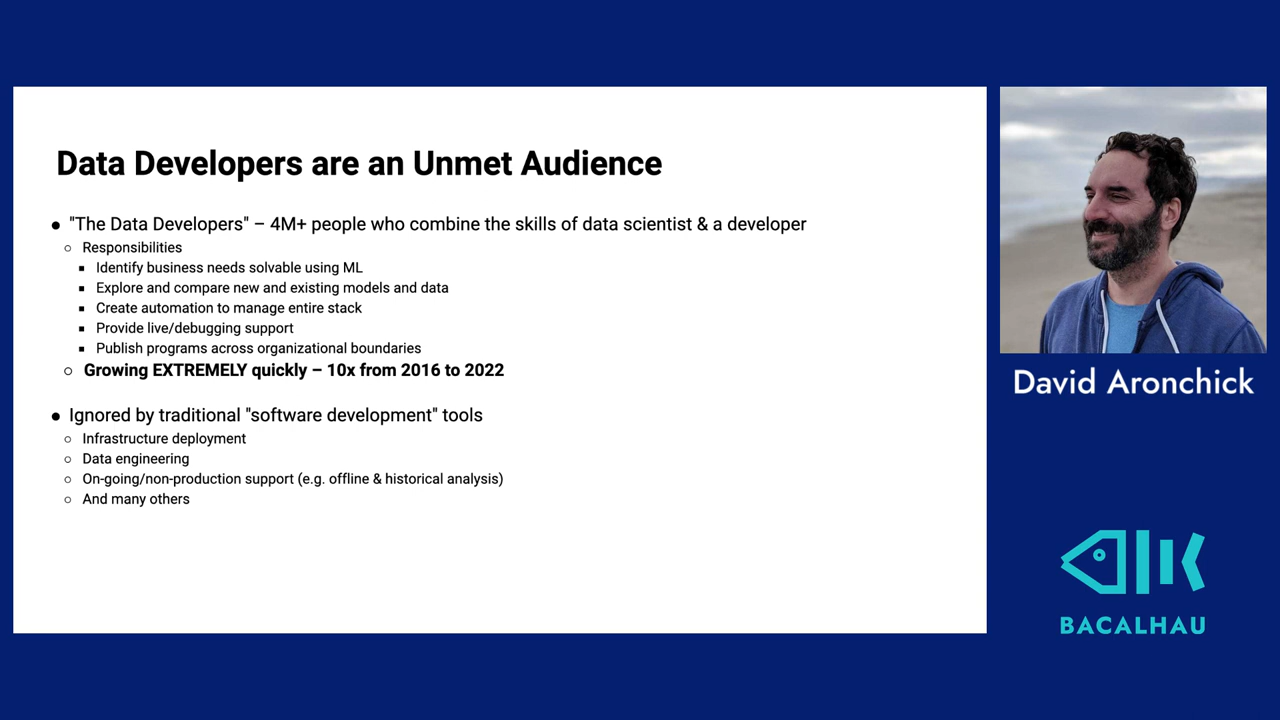 Data Developers are an Unmet Audience
● "The Data Developers" – 4M+ people who combine the skills of data scientist & a developer
○ Responsibilities
■ Identify business needs solvable using ML
■ Explore and compare new and existing models and data
■ Create automation to manage entire stack
■ Provide live/debugging support
■ Publish programs across organizational boundaries
○ Growing EXTREMELY quickly – 10x from 2016 to 2022
● Ignored by traditional "software development" tools
○ Infrastructure deployment
○ Data engineering
○ On-going/non-production support (e.g. offline & historical analysis)
○ And many others
David Aronchick
BACALHAU